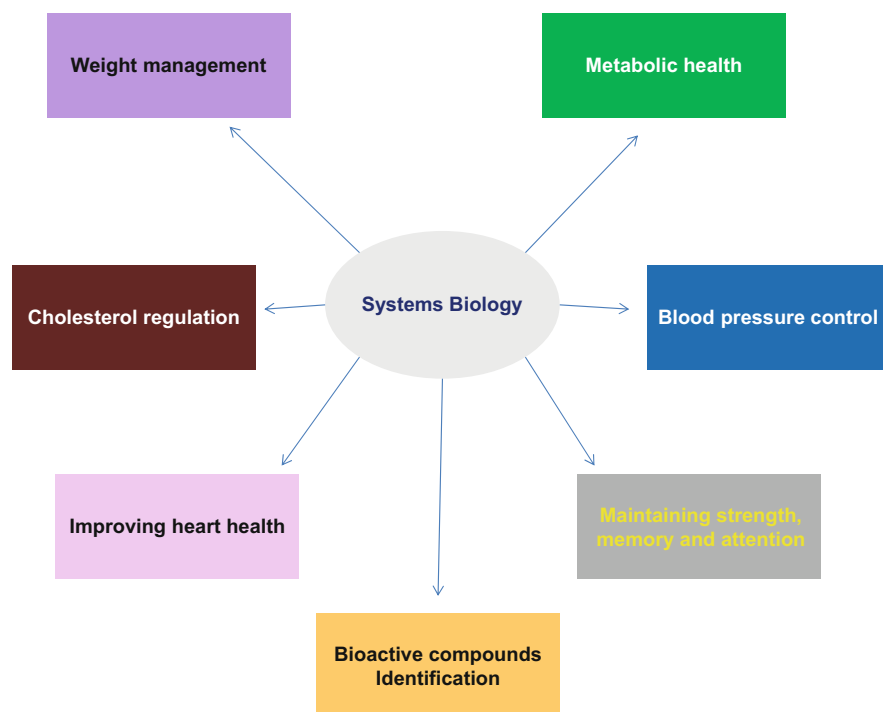 Weight management
Metabolic health
Systems Biology
Cholesterol regulation
Blood pressure control
Improving heart health
Maintaining strength,
memory and attention
Bioactive compounds
Identification